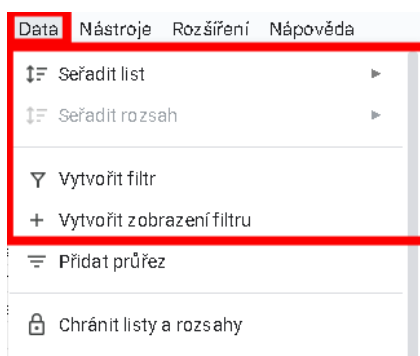 Data Nástroje Rozšíření Nápověda
Seřadit list
Seřadit rozsah
Vytvořit filtr
Vytvořit zobrazení filtru
Přidat průřez
Chránit listy a rozsahy